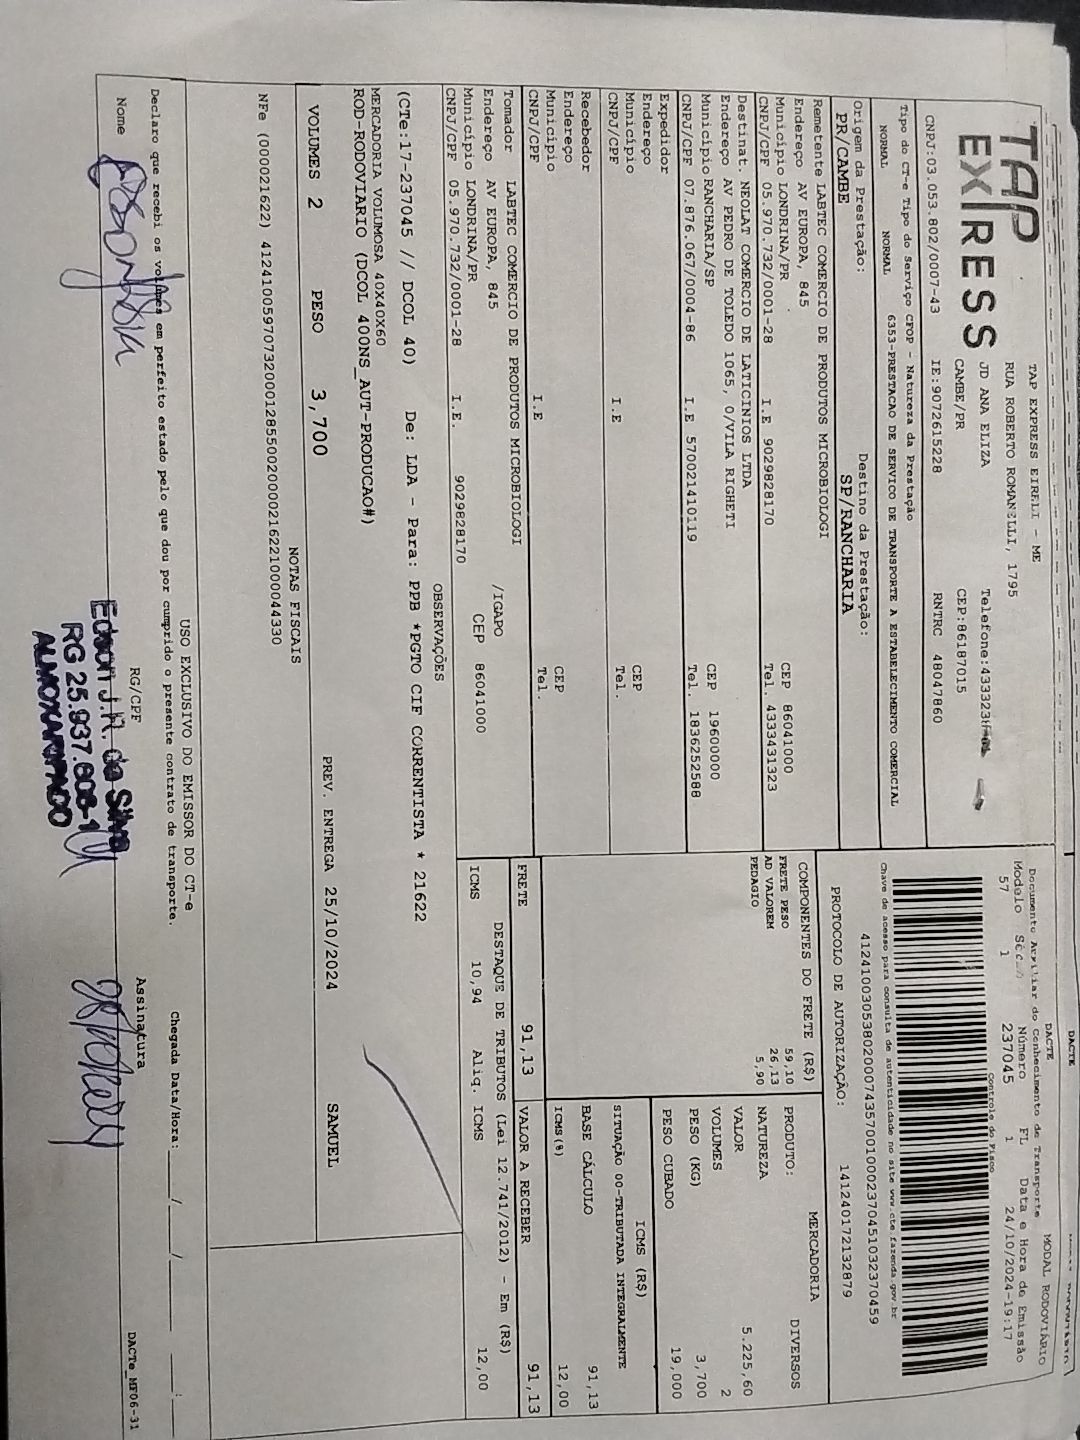 TAP
EXPRESS
TAP EXPRESS EIRELI - ME
RUA ROBERTO ROMANELLI, 1795
JD ANA ELIZA
CAMBE/PR
Telefone:4333238
CEP:86187015
CNPJ:03.053.802/0007-43 IE:9072615228 RNTRC 48047860
Tipo do CT-e Tipo do Serviço CFOP - Natureza da Prestação
NORMAL NORMAL 6353-PRESTACAO DE SERVICO DE TRANSPORTE A ESTABELECIMENTO COMERCIAL
Origem da Prestação: Destino da Prestação:
PR/CAMBE SP/RANCHARIA
Remetente LABTEC COMERCIO DE PRODUTOS MICROBIOLOGI
Endereço AV EUROPA, 845
Município LONDRINA/PR CEP 86041000
CNPJ/CPF 05.970.732/0001-28 I.E 9029828170 Tel. 4333431323
Destinat. NEOLAT COMERCIO DE LATICINIOS LTDA
Endereço AV PEDRO DE TOLEDO 1065, 0/VILA RIGHETI
Município RANCHARIA/SP CEP 19600000
CNPJ/CPF 07.876.067/0004-86 I.E 570021410119 Tel. 1836252588
Expedidor
Endereço
Município CEP
CNPJ/CPF I.E Tel.
Recebedor
Endereço
Município CEP
CNPJ/CPF I.E Tel.
Tomador LABTEC COMERCIO DE PRODUTOS MICROBIOLOGI
Endereço AV EUROPA, 845 /IGAPO
Município LONDRINA/PR CEP 86041000
CNPJ/CPF 05.970.732/0001-28 I.E. 9029828170
DACTE
DACTE
Documento Auxiliar do Conhecimento de Transporte MODAL RODOVIÁRIO
Modelo Número FL Data e Hora de Emissão
57 1 237045 1 24/10/2024-19:17
Controle do Fisco
Chave de acesso para consulta de autenticidade no site www.cte.fazenda.gov.br
41241003053802000743570010002370451032370459
PROTOCOLO DE AUTORIZAÇÃO: 141240172132879
COMPONENTES DO FRETE (R$)
FRETE PESO 59,10
AD VALOREM 26,13
PEDAGIO 5,90
MERCADORIA
PRODUTO: DIVERSOS
NATUREZA
VALOR 5.225,60
VOLUMES 2
PESO (KG) 3,700
PESO CUBADO 19,000
ICMS (R$)
SITUAÇÃO 00-TRIBUTADA INTEGRALMENTE
BASE CÁLCULO 91,13
ICMS(%) 12,00
FRETE 91,13 VALOR A RECEBER 91,13
DESTAQUE DE TRIBUTOS (Lei 12.741/2012) - Em (R$)
ICMS 10,94 Aliq. ICMS 12,00
OBSERVAÇÕES
(CTe:17-237045 // DCOL 40) De: LDA - Para: PPB *PGTO CIF CORRENTISTA * 21622
MERCADORIA VOLUMOSA 40X40X60
ROD-RODOVIARIO (DCOL 400NS_AUT-PRODUCAO#)
VOLUMES 2 PESO 3,700 PREV. ENTREGA 25/10/2024 SAMUEL
NOTAS FISCAIS
NFe (000021622) 41241005970732000128550020000216221000044330
USO EXCLUSIVO DO EMISSOR DO CT-e
Declaro que recebi os volumes em perfeito estado pelo que dou por cumprido o presente contrato de transporte. Chegada Data/Hora: ____/____/______ ___:___
Nome RG/CPF Assinatura DACTe_MF06-31
Edson J.R. da Silva
RG 25.937.606-1
ALMOXARIFADO